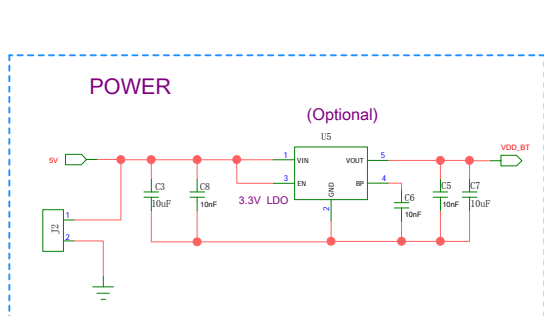 POWER
(Optional)
U5
5V
1
VIN
VOUT
5
VDD_BT
3
EN
BP
4
GND
2
3.3V LDO
C3
10uF
C8
10nF
C6
10nF
C5
10nF
C7
10uF
J2
1
2